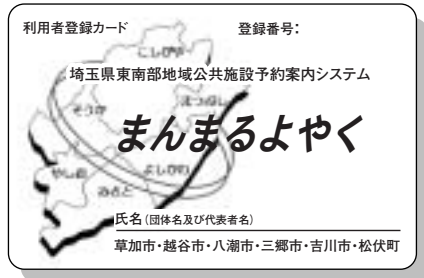 利用者登録カード 登録番号:
こしがや
埼玉県東南部地域公共施設予約案内システム
そうか まつぶし
まんまるよやく
やしお よしかわ
みさと
氏名(団体名及び代表者名)
草加市・越谷市・八潮市・三郷市・吉川市・松伏町